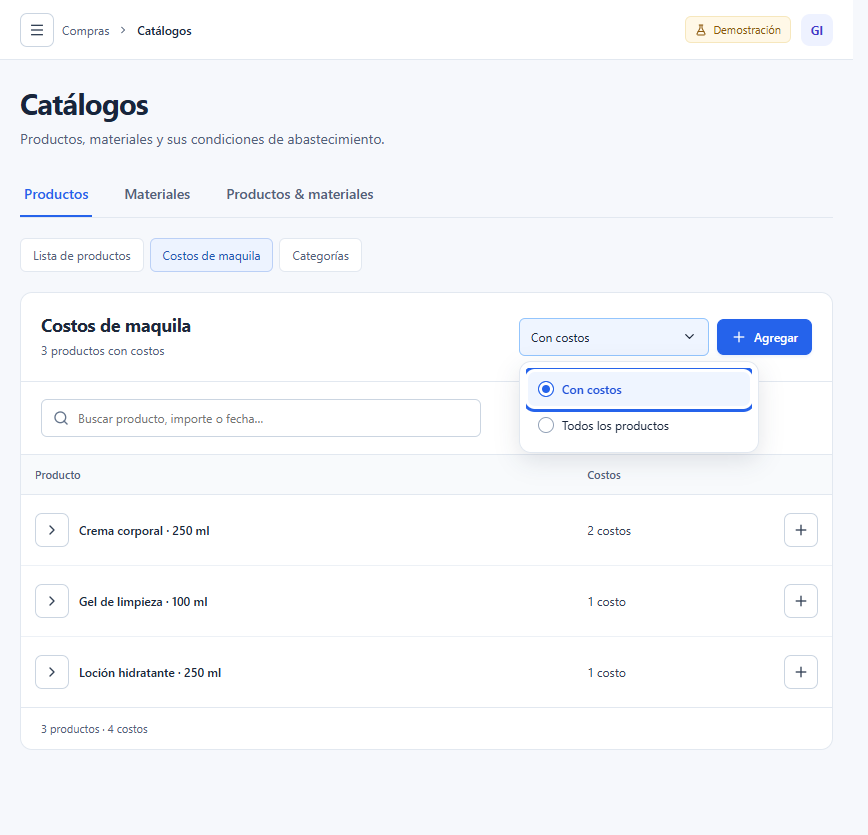 Compras > Catálogos
Demostración
GI
Catálogos
Productos, materiales y sus condiciones de abastecimiento.
Productos Materiales Productos & materiales
Lista de productos Costos de maquila Categorías
Costos de maquila
3 productos con costos
Con costos
+ Agregar
Con costos
Todos los productos
Buscar producto, importe o fecha...
Producto Costos
Crema corporal · 250 ml 2 costos
Gel de limpieza · 100 ml 1 costo
Loción hidratante · 250 ml 1 costo
3 productos · 4 costos